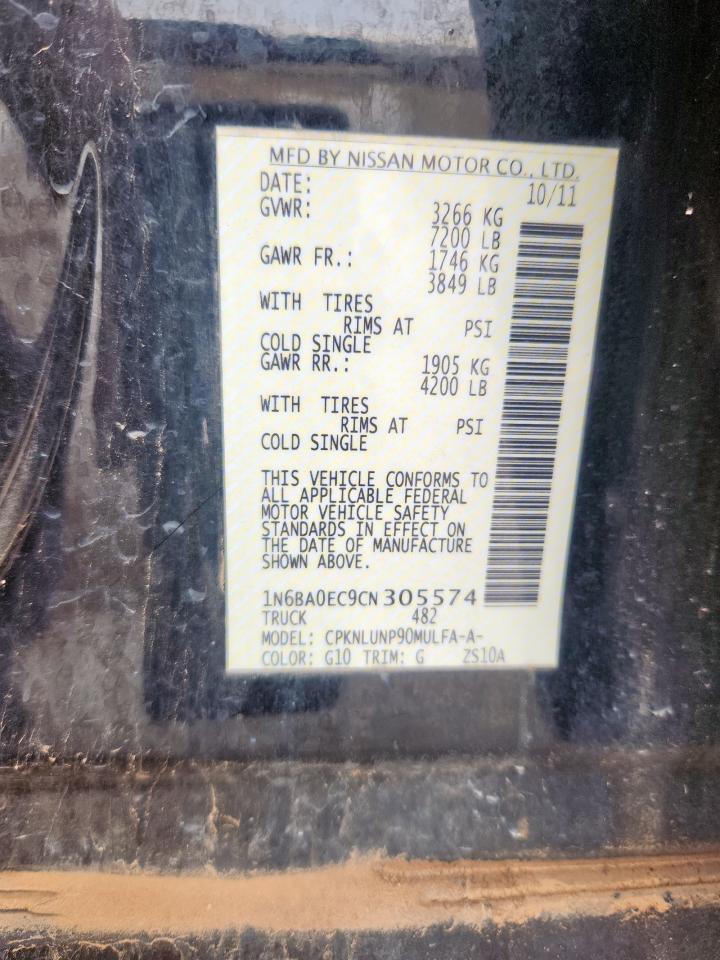 MFD BY NISSAN MOTOR CO., LTD.
DATE: 10/11
GVWR: 3266 KG
7200 LB
GAWR FR.: 1746 KG
3849 LB
WITH TIRES
RIMS AT PSI
COLD SINGLE
GAWR RR.: 1905 KG
4200 LB
WITH TIRES
RIMS AT PSI
COLD SINGLE
THIS VEHICLE CONFORMS TO
ALL APPLICABLE FEDERAL
MOTOR VEHICLE SAFETY
STANDARDS IN EFFECT ON
THE DATE OF MANUFACTURE
SHOWN ABOVE.
1N6BA0EC9CN305574
TRUCK 482
MODEL: CPKNLUNP90MULFA-A-
COLOR: G10 TRIM: G ZS10A